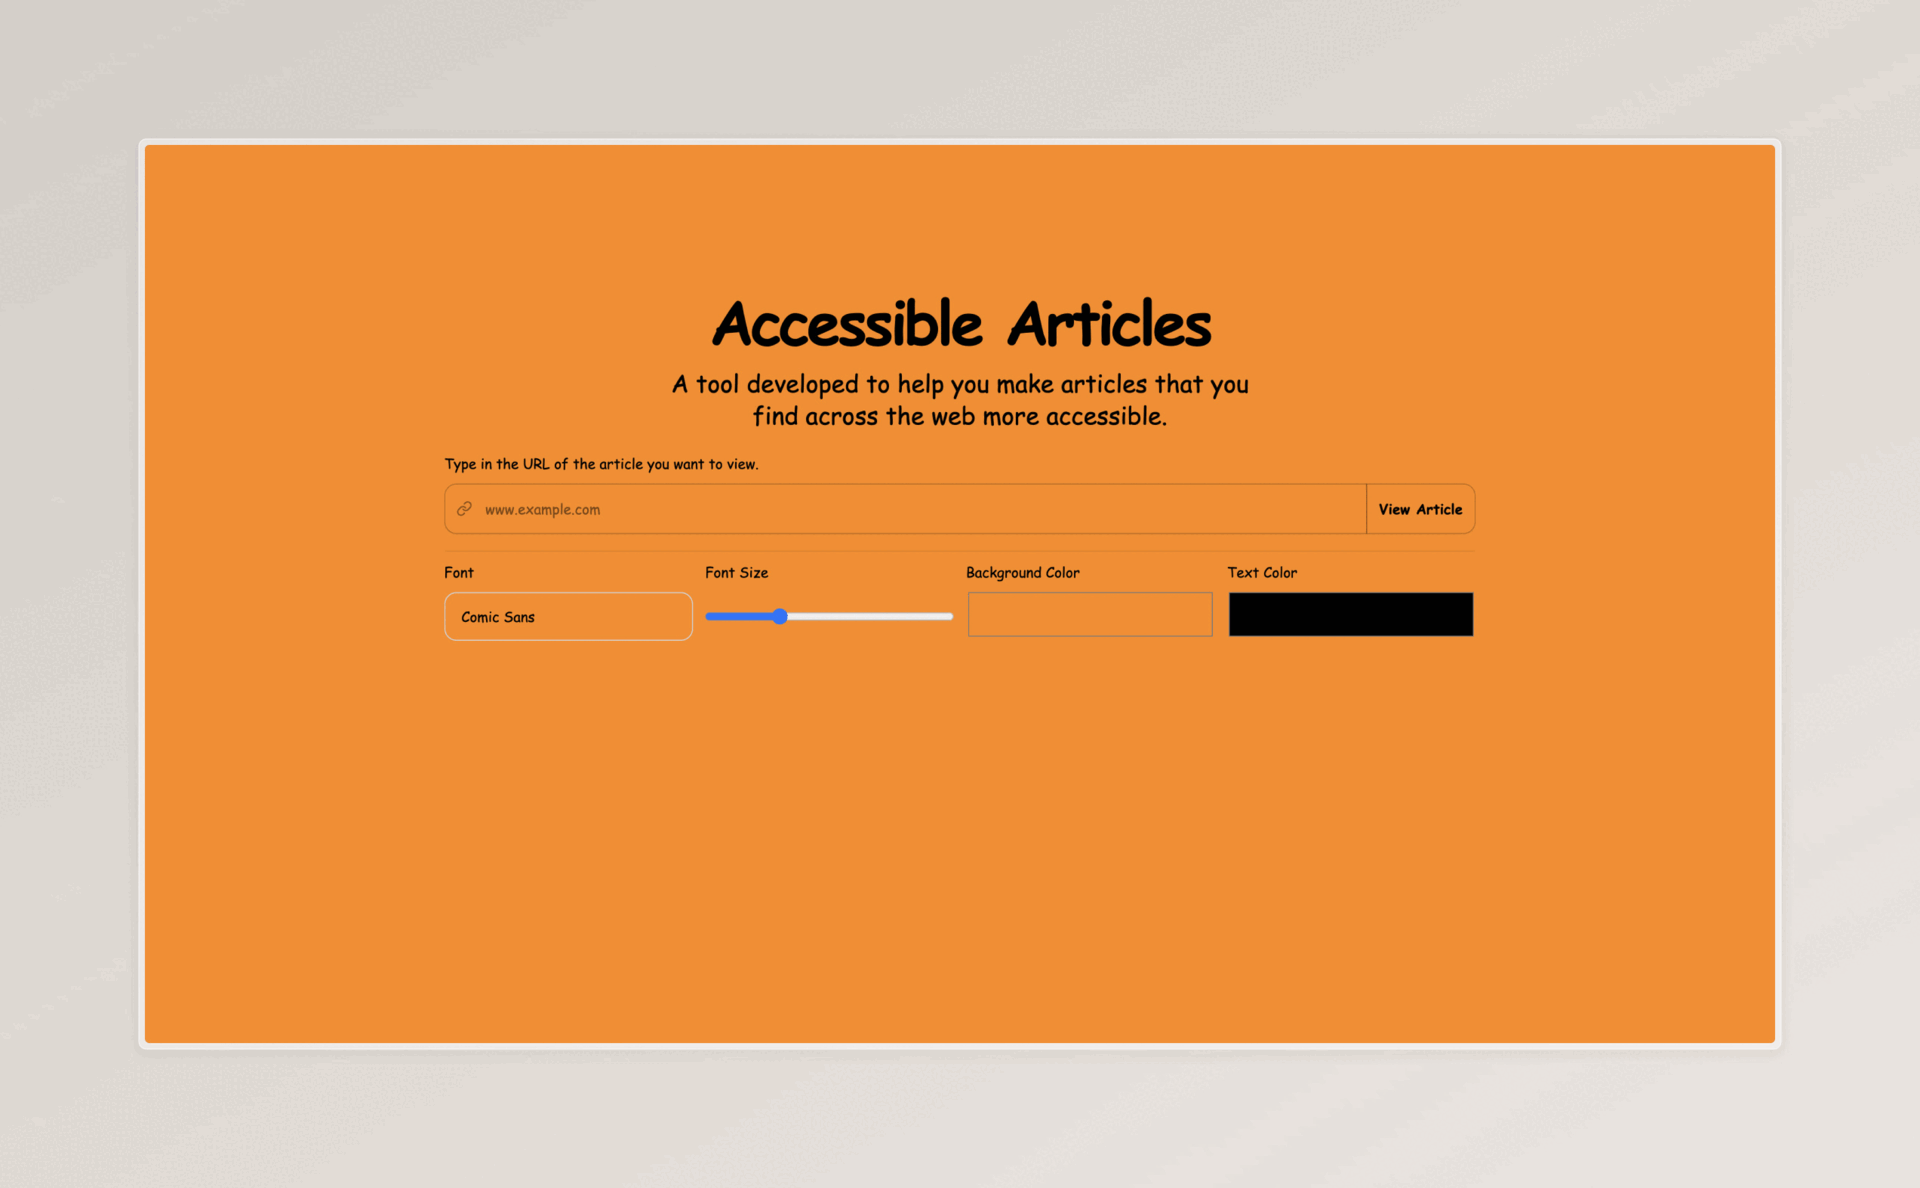 Accessible Articles
A tool developed to help you make articles that you
find across the web more accessible.
Type in the URL of the article you want to view.
www.example.com
View Article
Font
Font Size
Background Color
Text Color
Comic Sans